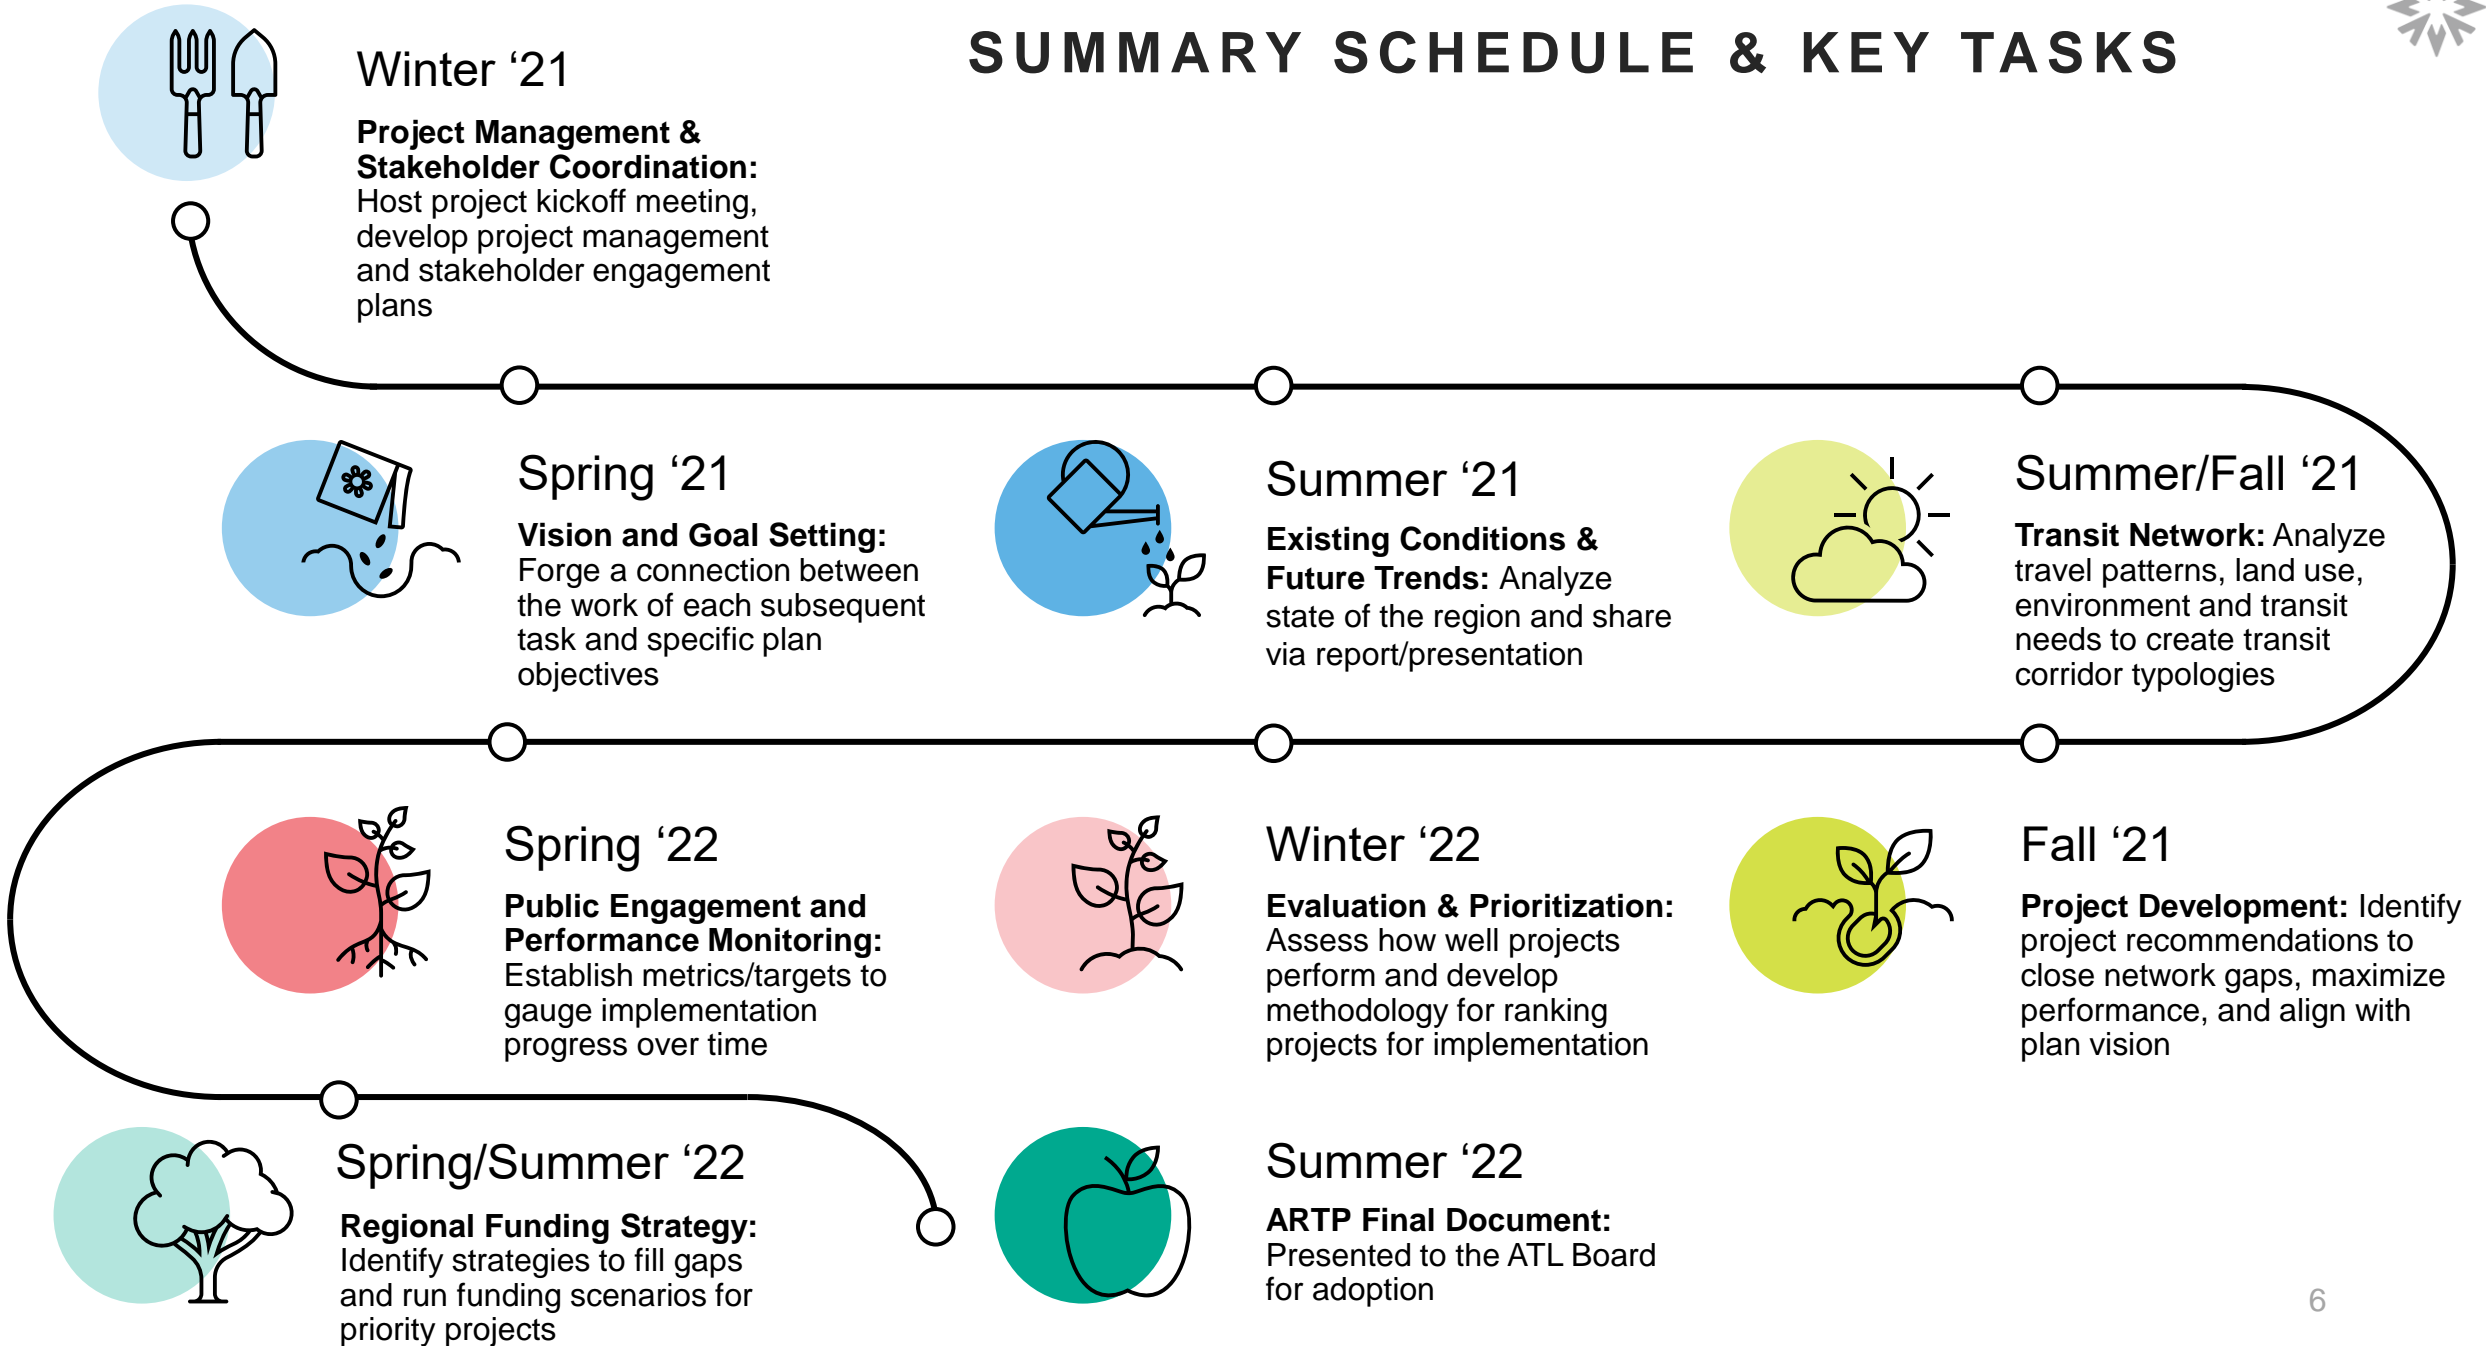 SUMMARY SCHEDULE & KEY TASKS
Winter ‘21
Project Management &
Stakeholder Coordination:
Host project kickoff meeting,
develop project management
and stakeholder engagement
plans
Spring ‘21
Vision and Goal Setting:
Forge a connection between
the work of each subsequent
task and specific plan
objectives
Summer ‘21
Existing Conditions &
Future Trends: Analyze
state of the region and share
via report/presentation
Summer/Fall ‘21
Transit Network: Analyze
travel patterns, land use,
environment and transit
needs to create transit
corridor typologies
Fall ‘21
Project Development: Identify
project recommendations to
close network gaps, maximize
performance, and align with
plan vision
Winter ‘22
Evaluation & Prioritization:
Assess how well projects
perform and develop
methodology for ranking
projects for implementation
Spring ‘22
Public Engagement and
Performance Monitoring:
Establish metrics/targets to
gauge implementation
progress over time
Spring/Summer ‘22
Regional Funding Strategy:
Identify strategies to fill gaps
and run funding scenarios for
priority projects
Summer ‘22
ARTP Final Document:
Presented to the ATL Board
for adoption
6